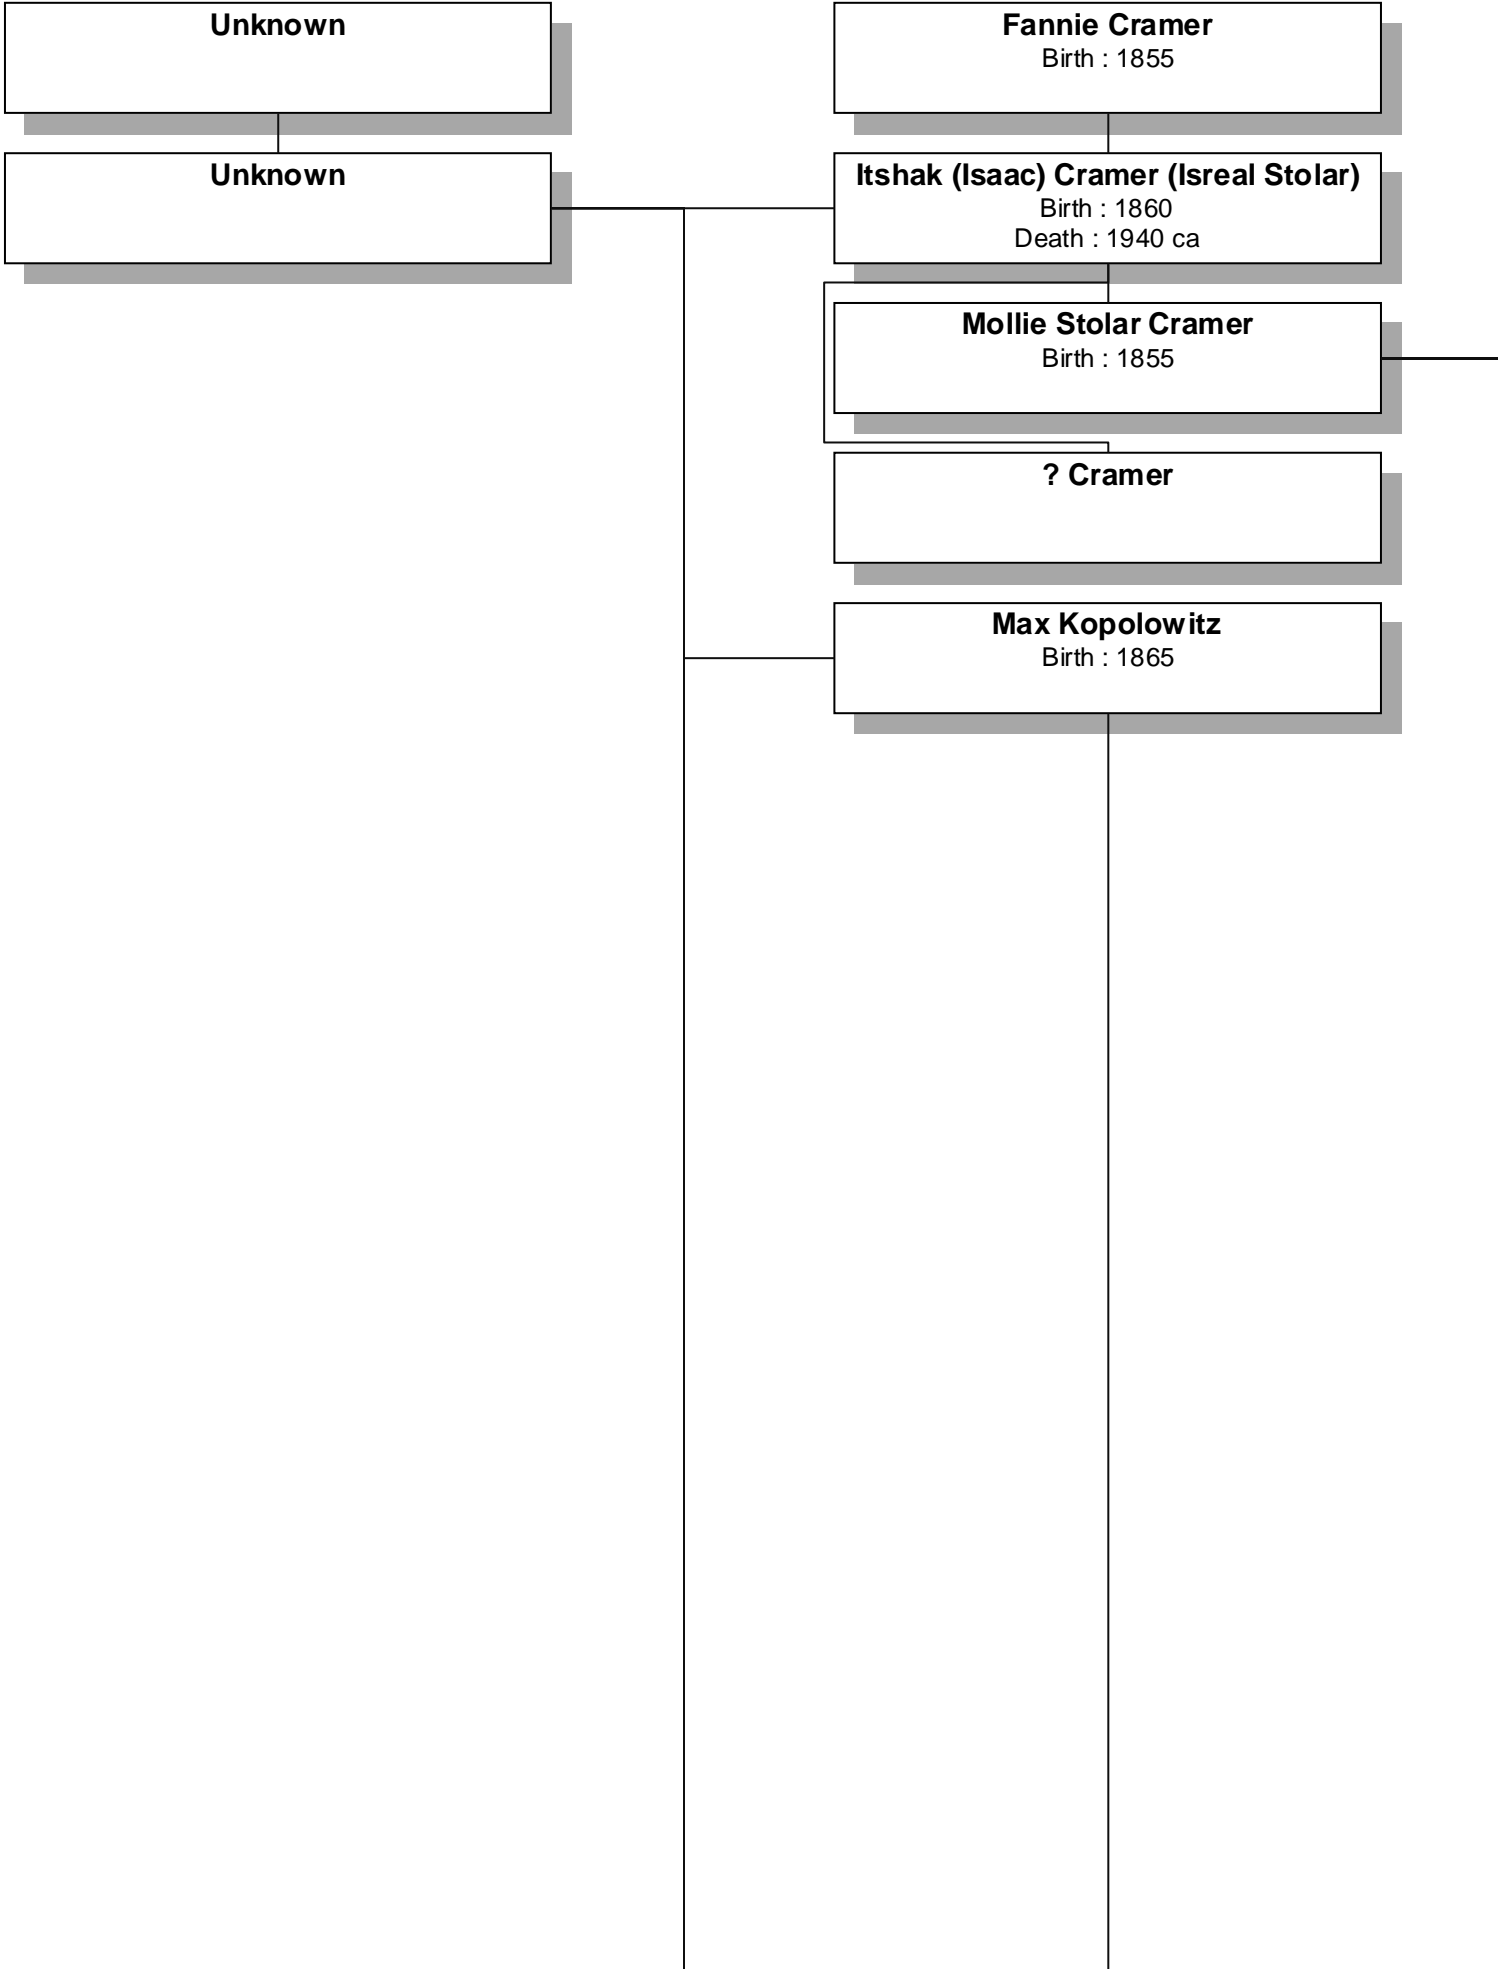 Unknown
Unknown
Fannie Cramer
Birth : 1855
Itshak (Isaac) Cramer (Isreal Stolar)
Birth : 1860
Death : 1940 ca
Mollie Stolar Cramer
Birth : 1855
? Cramer
Max Kopolowitz
Birth : 1865